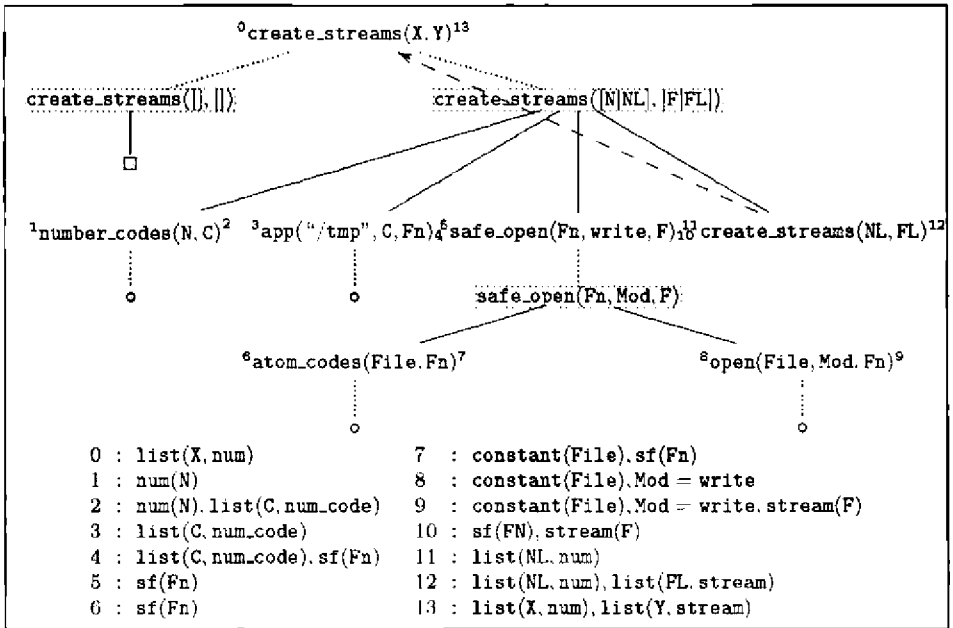 0create_streams(X,Y)13
create_streams([],[]) create_streams([N|NL],[F|FL])
1number_codes(N,C)2 3app("/tmp",C,Fn)4 5safe_open(Fn,write,F)10 11create_streams(NL,FL)12
safe_open(Fn,Mod,F)
6atom_codes(File,Fn)7 8open(File,Mod,Fn)9
0 : list(X,num) 7 : constant(File),sf(Fn)
1 : num(N) 8 : constant(File),Mod = write
2 : num(N),list(C,num_code) 9 : constant(File),Mod = write,stream(F)
3 : list(C,num_code) 10 : sf(FN),stream(F)
4 : list(C,num_code),sf(Fn) 11 : list(NL,num)
5 : sf(Fn) 12 : list(NL,num),list(FL,stream)
6 : sf(Fn) 13 : list(X,num),list(Y,stream)